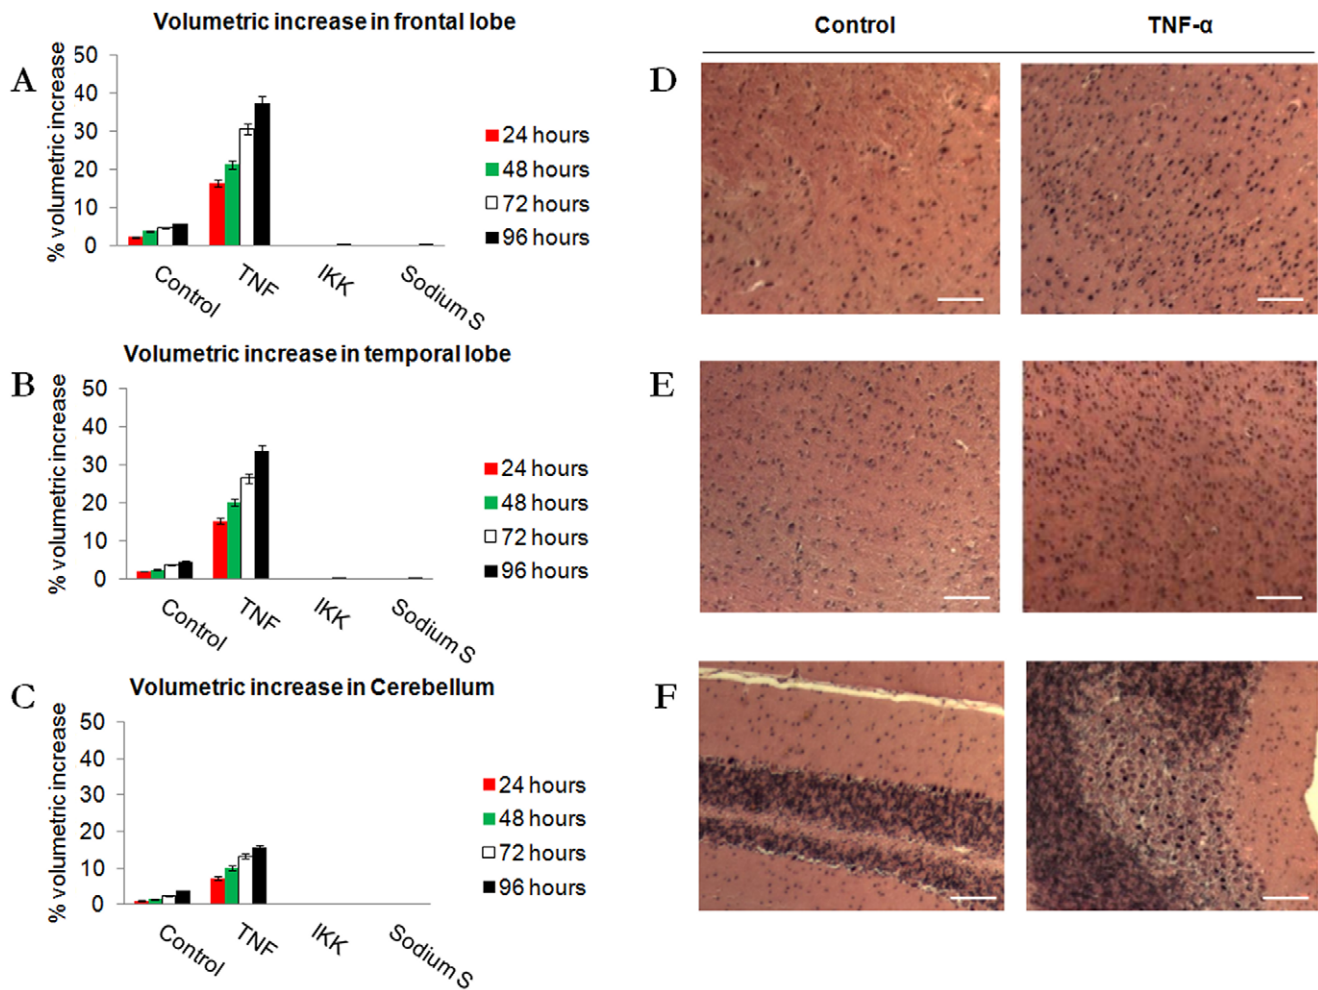 Volumetric increase in frontal lobe
A
% volumetric increase
50
40
30
20
10
0
Control
TNF
IKK
Sodium S
24 hours
48 hours
72 hours
96 hours
Volumetric increase in temporal lobe
B
% volumetric increase
50
40
30
20
10
0
Control
TNF
IKK
Sodium S
24 hours
48 hours
72 hours
96 hours
Volumetric increase in Cerebellum
C
% volumetric increase
50
40
30
20
10
0
Control
TNF
IKK
Sodium S
24 hours
48 hours
72 hours
96 hours
Control
TNF-α
D
E
F